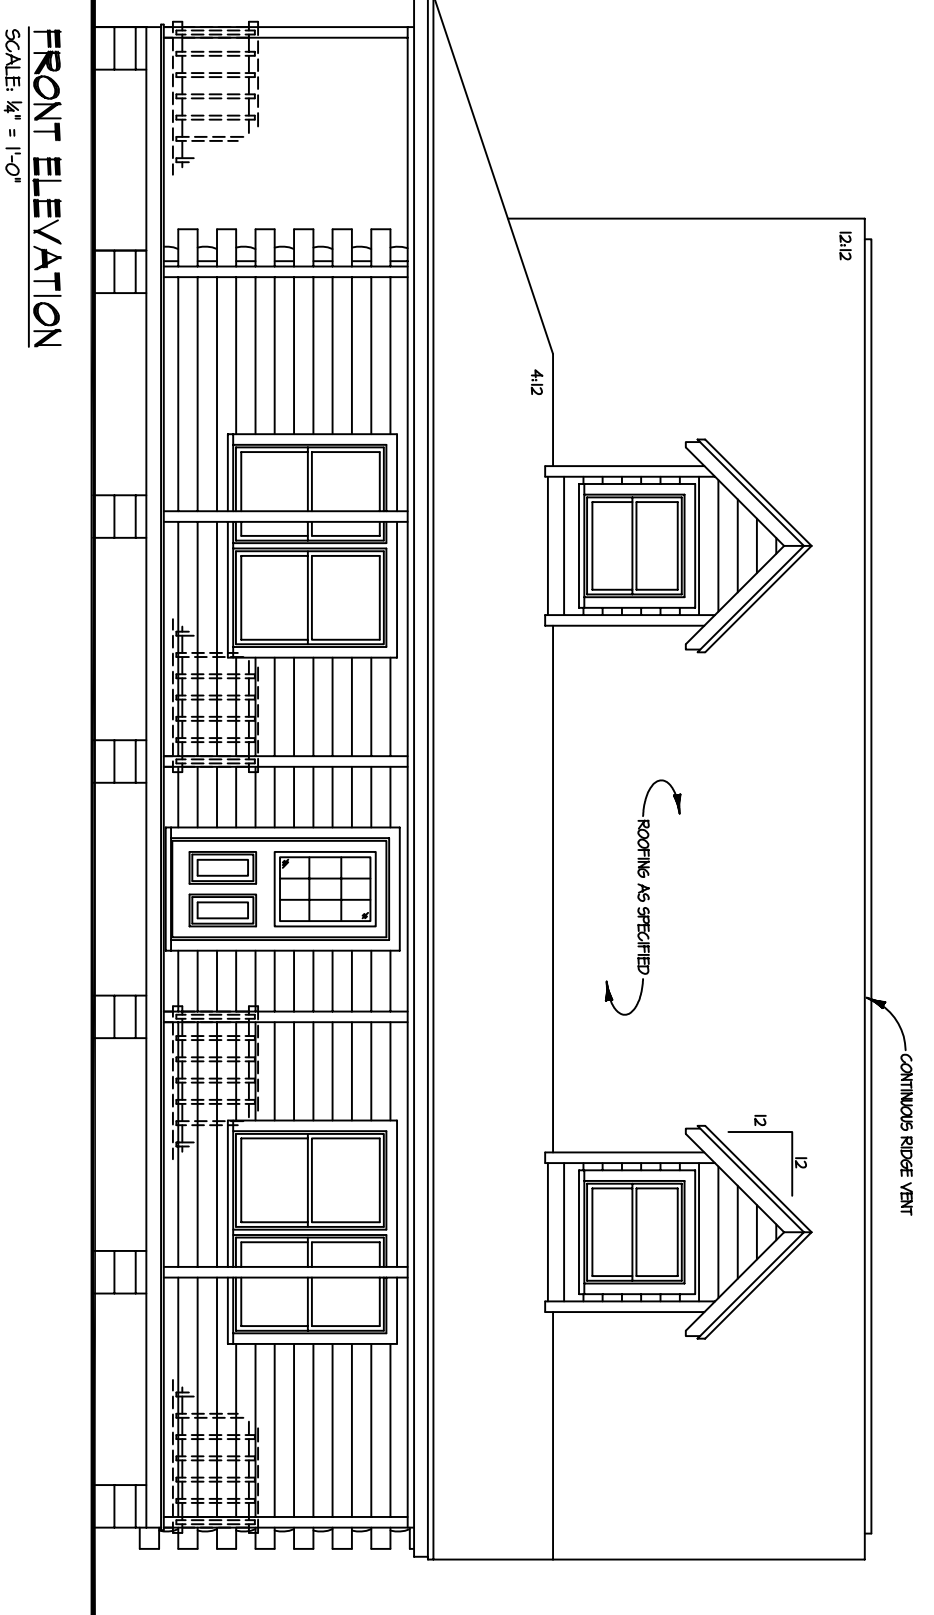 CONTINUOUS RIDGE VENT
12:12
12
12
ROOFING AS SPECIFIED
4:12
FRONT ELEVATION
SCALE: ¼" = 1'-0"